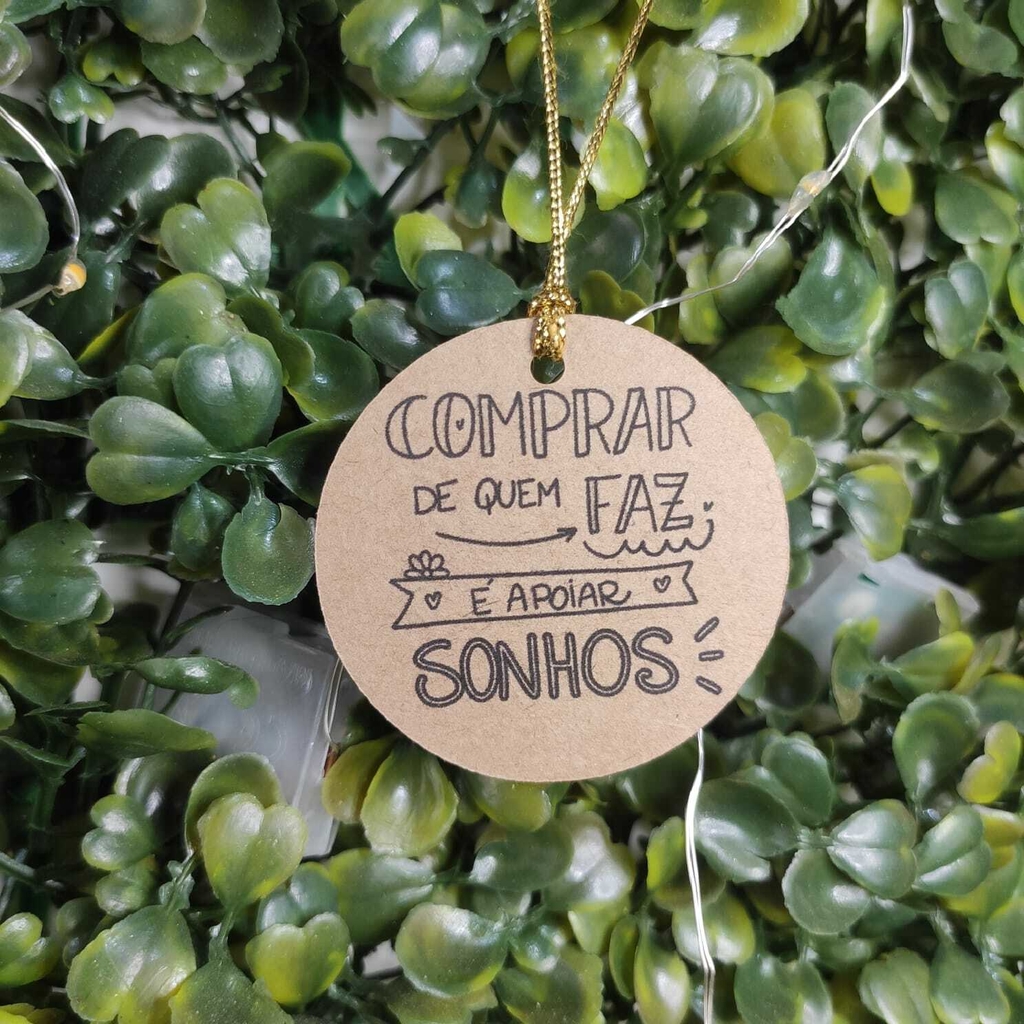 COMPRAR
DE QUEM FAZ
É APOIAR
SONHOS